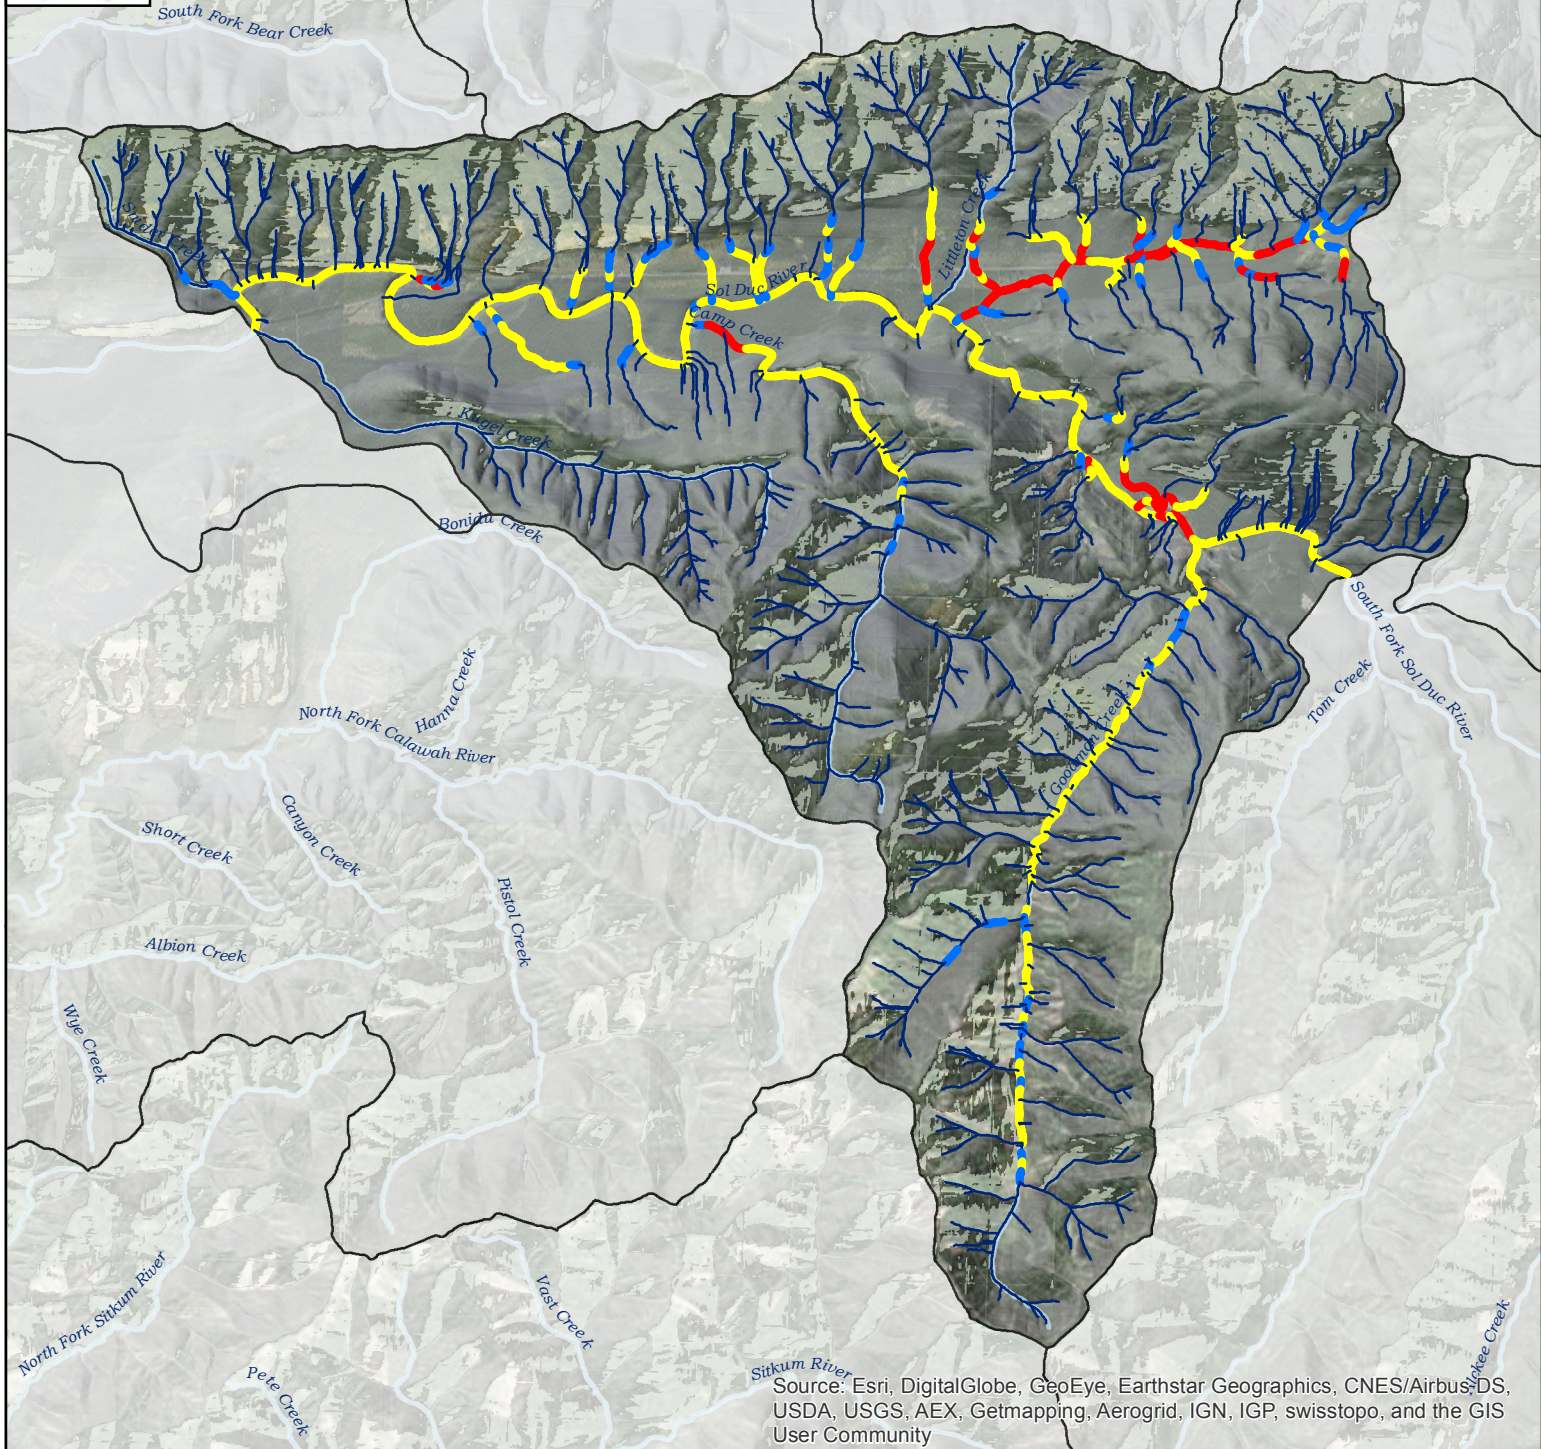 South Fork Bear Creek
Littleton Creek
Sol Duc River
Camp Creek
Kugel Creek
Bonidu Creek
South Fork Sol Duc River
Tom Creek
Hanna Creek
North Fork Calawah River
Goodman Creek
Canyon Creek
Short Creek
Pistol Creek
Albion Creek
Wye Creek
North Fork Sitkum River
Vast Creek
Pete Creek
Sitkum River
Source: Esri, DigitalGlobe, GeoEye, Earthstar Geographics, CNES/Airbus DS,
USDA, USGS, AEX, Getmapping, Aerogrid, IGN, IGP, swisstopo, and the GIS
User Community